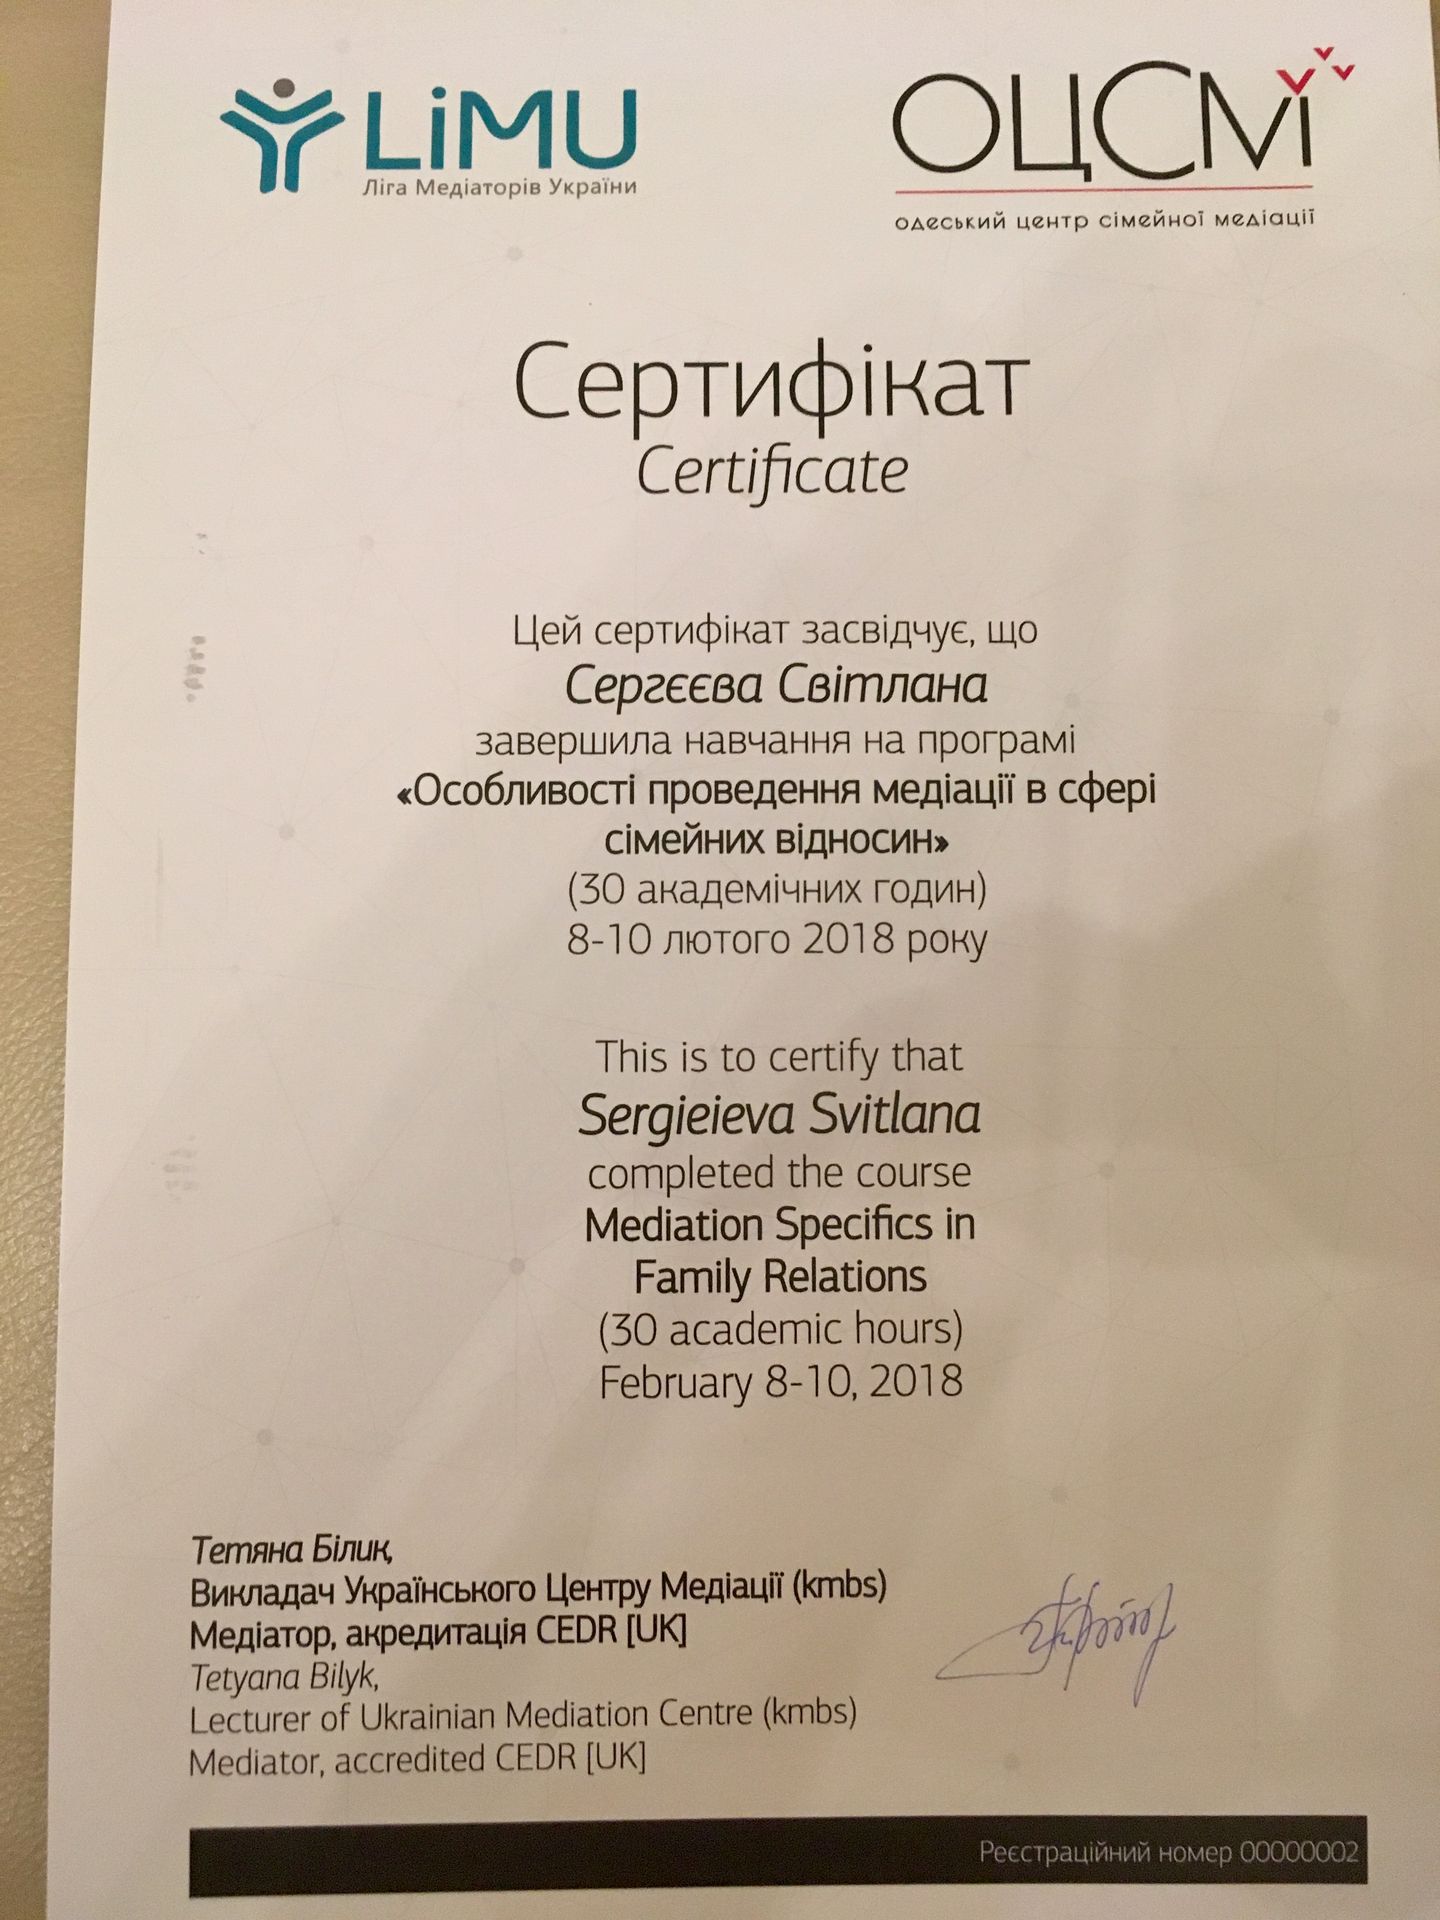 LiMU
Ліга Медіаторів України
ОЦСМ
одеський центр сімейної медіації
Сертифікат
Certificate
Цей сертифікат засвідчує, що
Сергєєва Світлана
завершила навчання на програмі
«Особливості проведення медіації в сфері
сімейних відносин»
(30 академічних годин)
8-10 лютого 2018 року
This is to certify that
Sergieieva Svitlana
completed the course
Mediation Specifics in
Family Relations
(30 academic hours)
February 8-10, 2018
Тетяна Білик,
Викладач Українського Центру Медіації (kmbs)
Медіатор, акредитація CEDR [UK]
Tetyana Bilyk,
Lecturer of Ukrainian Mediation Centre (kmbs)
Mediator, accredited CEDR [UK]
Реєстраційний номер 00000002